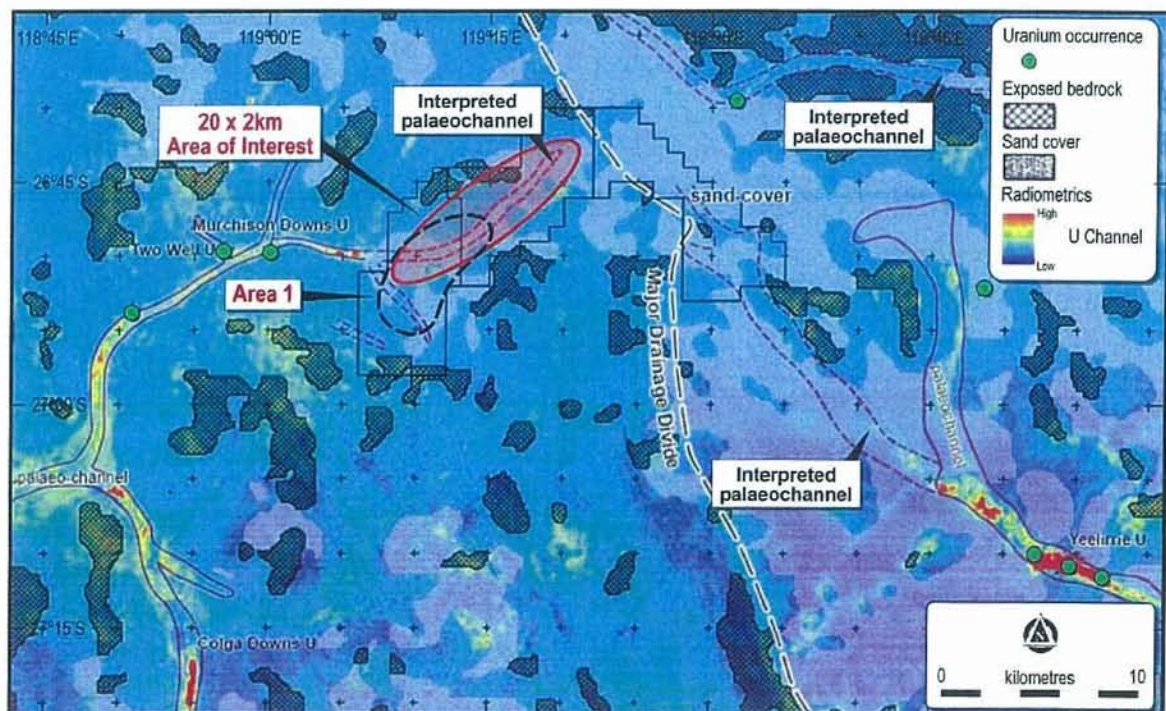 118°45'E
119°00'E
119°15'E
Uranium occurrence
Exposed bedrock
Sand cover
Radiometrics
High
Low
U Channel
Interpreted
palaeochannel
Interpreted
palaeochannel
20 x 2km
Area of Interest
26°45'S
sand-cover
Murchison Downs U
Two Well U
Area 1
Major Drainage Divide
27°00'S
palaeochannel
palaeo-channel
Interpreted
palaeochannel
Yeelirrie U
27°15'S
Colga Downs U
0 kilometres 10